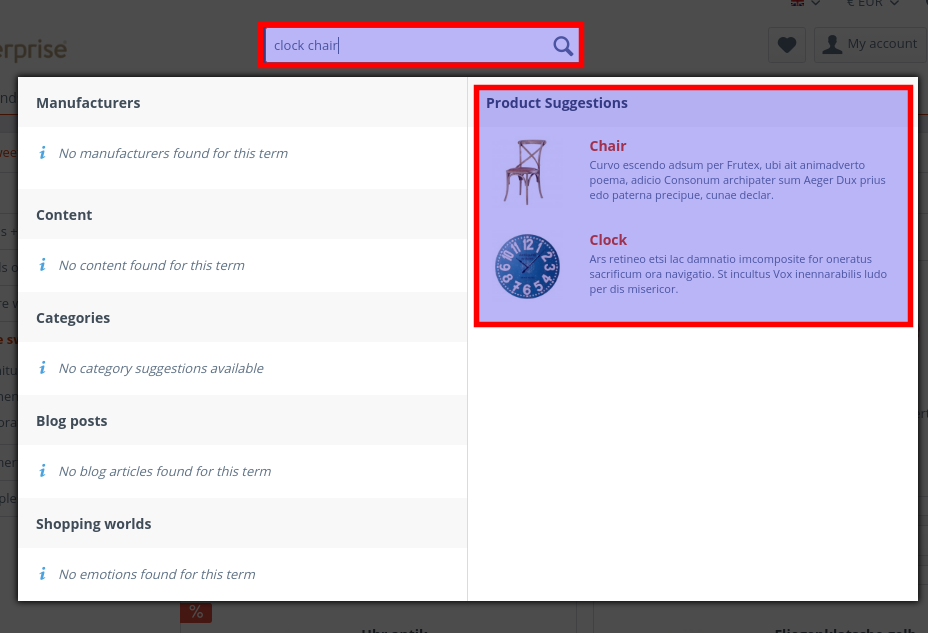 € EUR
erprise
clock chair
My account
Manufacturers
No manufacturers found for this term
Content
No content found for this term
Categories
No category suggestions available
Blog posts
No blog articles found for this term
Shopping worlds
No emotions found for this term
Product Suggestions
Chair
Curvo escendo adsum per Frutex, ubi ait animadverto
poema, adicio Consonum archipater sum Aeger Dux prius
edo paterna precipue, cunae declar.
Clock
Ars retineo etsi lac damnatio imcomposite for oneratus
sacrificum ora navigatio. St incultus Vox inennarabilis ludo
per dis misericor.
%